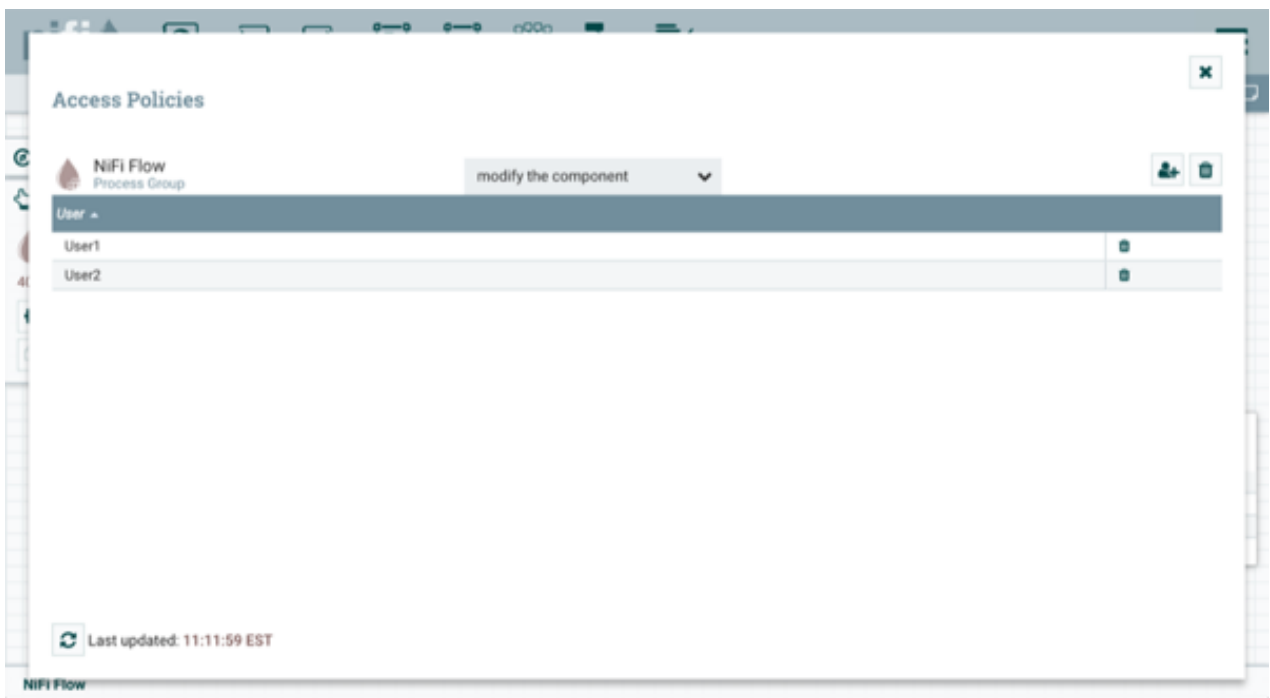 nifi
Access Policies
NiFi Flow
Process Group
modify the component
User
User1
User2
Last updated: 11:11:59 EST
NiFi Flow